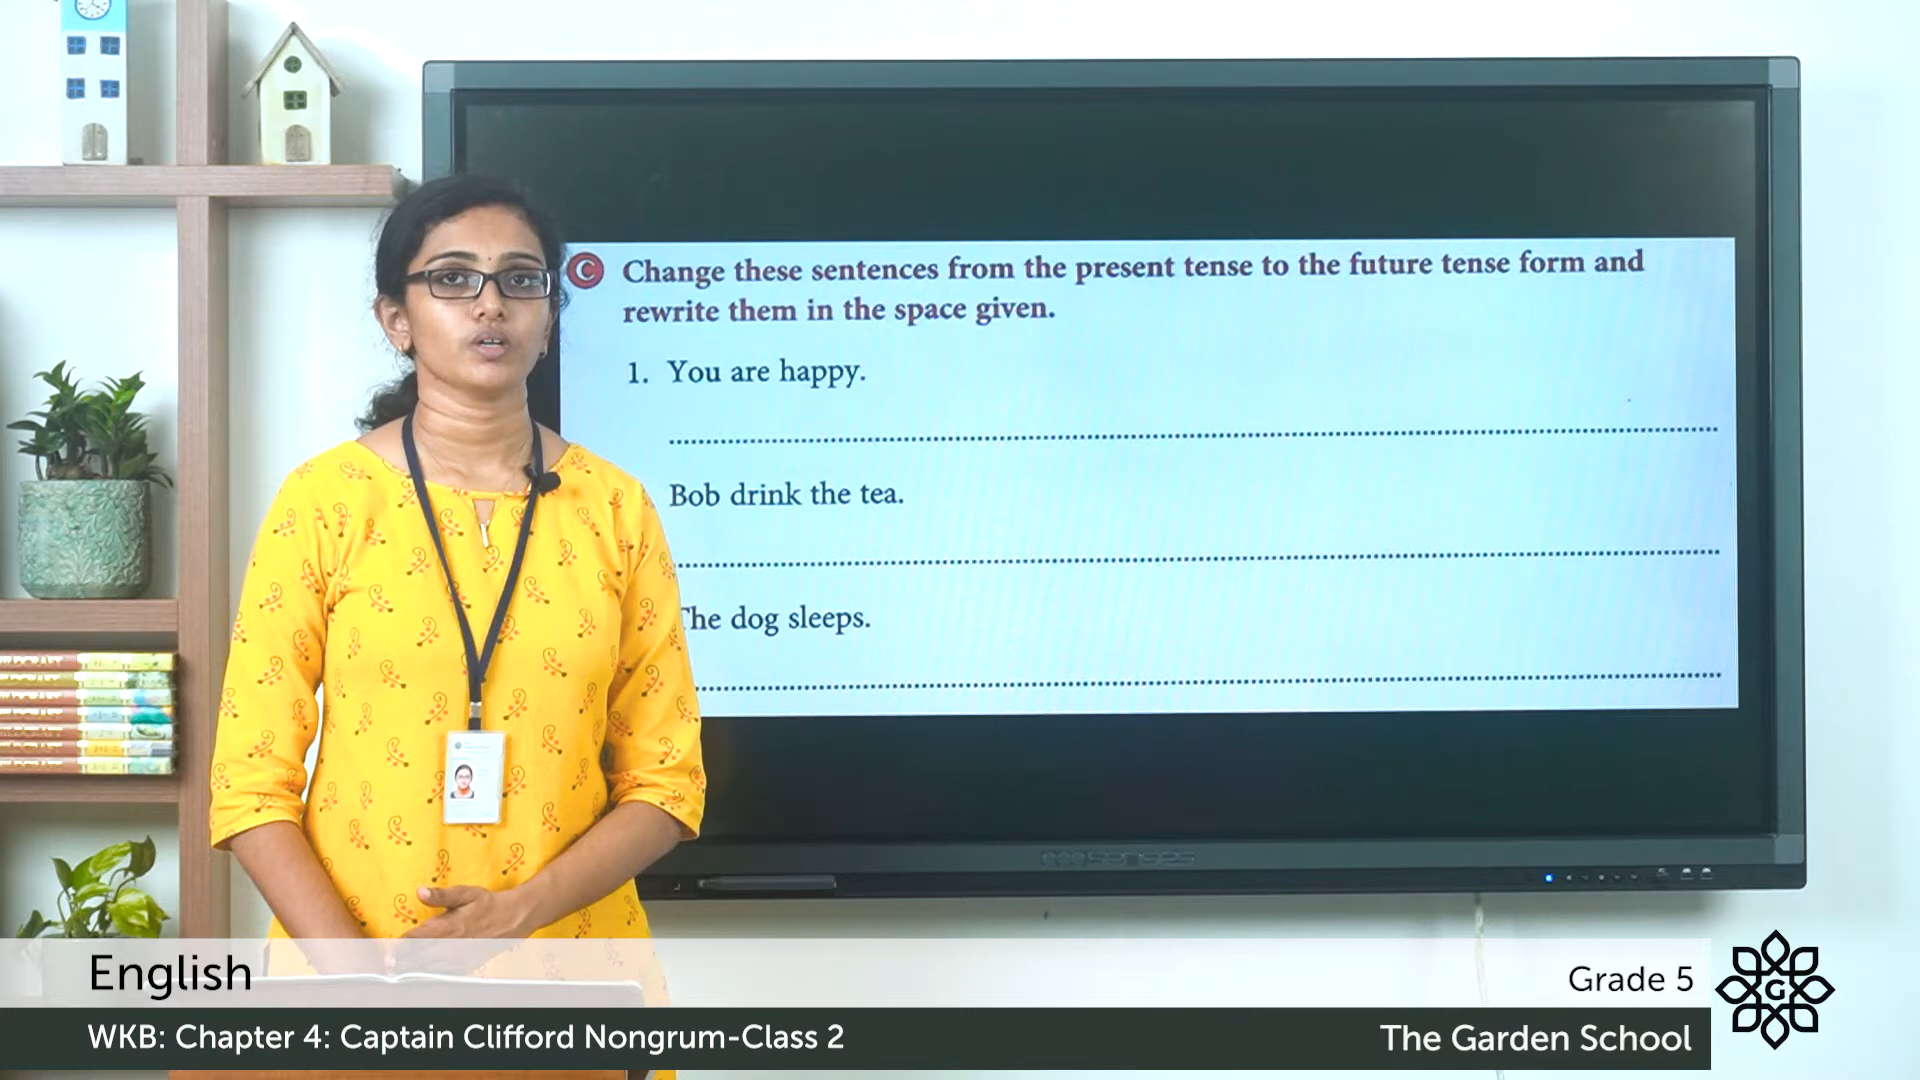 C Change these sentences from the present tense to the future tense form and
rewrite them in the space given.
1. You are happy.
Bob drink the tea.
The dog sleeps.
English
Grade 5
G
WKB: Chapter 4: Captain Clifford Nongrum-Class 2
The Garden School